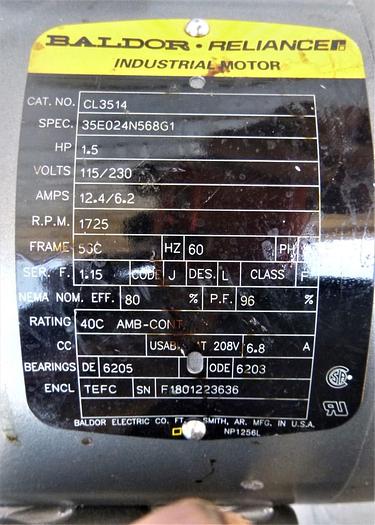 BALDOR • RELIANCE
INDUSTRIAL MOTOR
CAT. NO. CL3514
SPEC. 35E024N568G1
HP 1.5
VOLTS 115/230
AMPS 12.4/6.2
R.P.M. 1725
FRAME 56C HZ 60 PH
SER. F. 1.15 CODE J DES. L CLASS F
NEMA NOM. EFF. 80 % P.F. 96 %
RATING 40C AMB-CONT
CC USABLE AT 208V 6.8 A
BEARINGS DE 6205 ODE 6203
ENCL TEFC SN F1801223636
BALDOR ELECTRIC CO. FT. SMITH, AR. MFG. IN U.S.A.
NP1256L